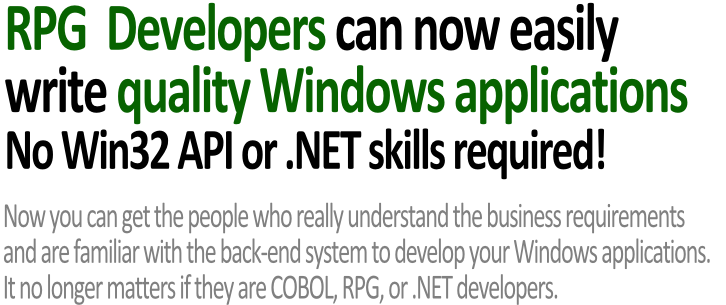 RPG Developers can now easily
write quality Windows applications
No Win32 API or .NET skills required!
Now you can get the people who really understand the business requirements
and are familiar with the back-end system to develop your Windows applications.
It no longer matters if they are COBOL, RPG, or .NET developers.